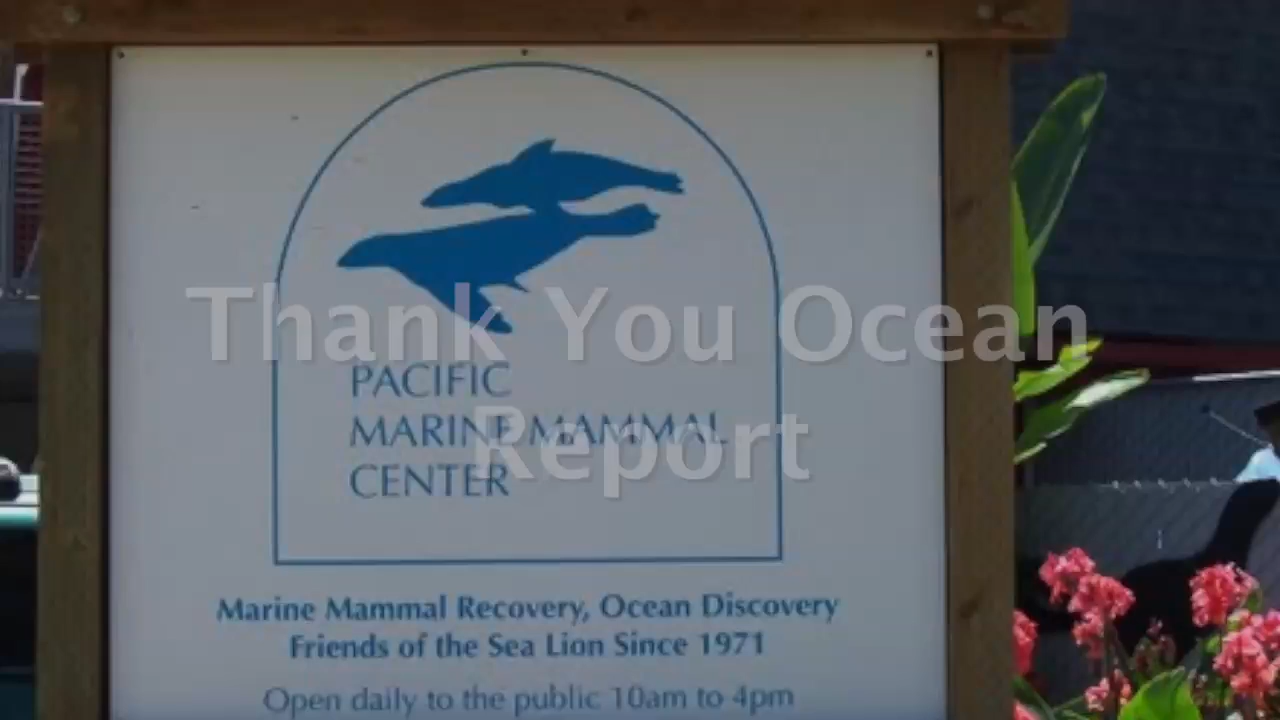 Thank You Ocean
Report
PACIFIC
MARINE MAMMAL
CENTER
Marine Mammal Recovery, Ocean Discovery
Friends of the Sea Lion Since 1971
Open daily to the public 10am to 4pm